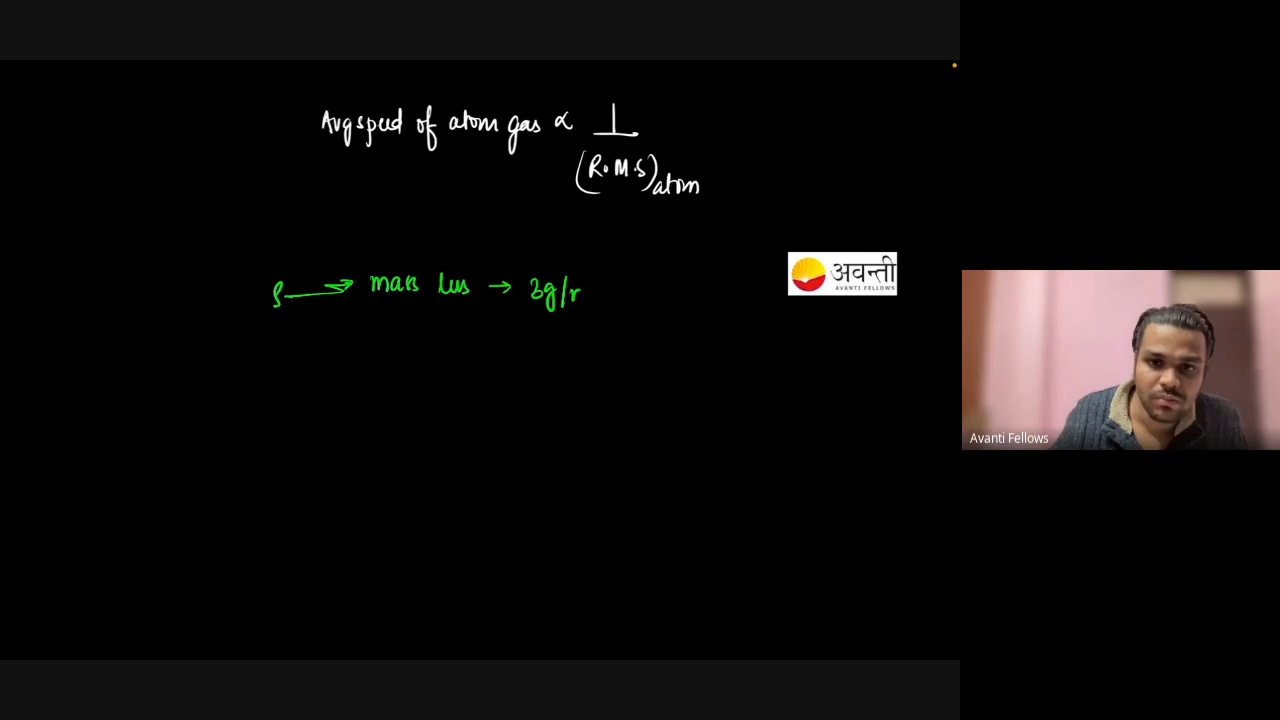 Avg speed of atom gas ∝ 1
(R.M.S)atom
S → mass less → 3g/r
अवन्ती
AVANTI FELLOWS
Avanti Fellows